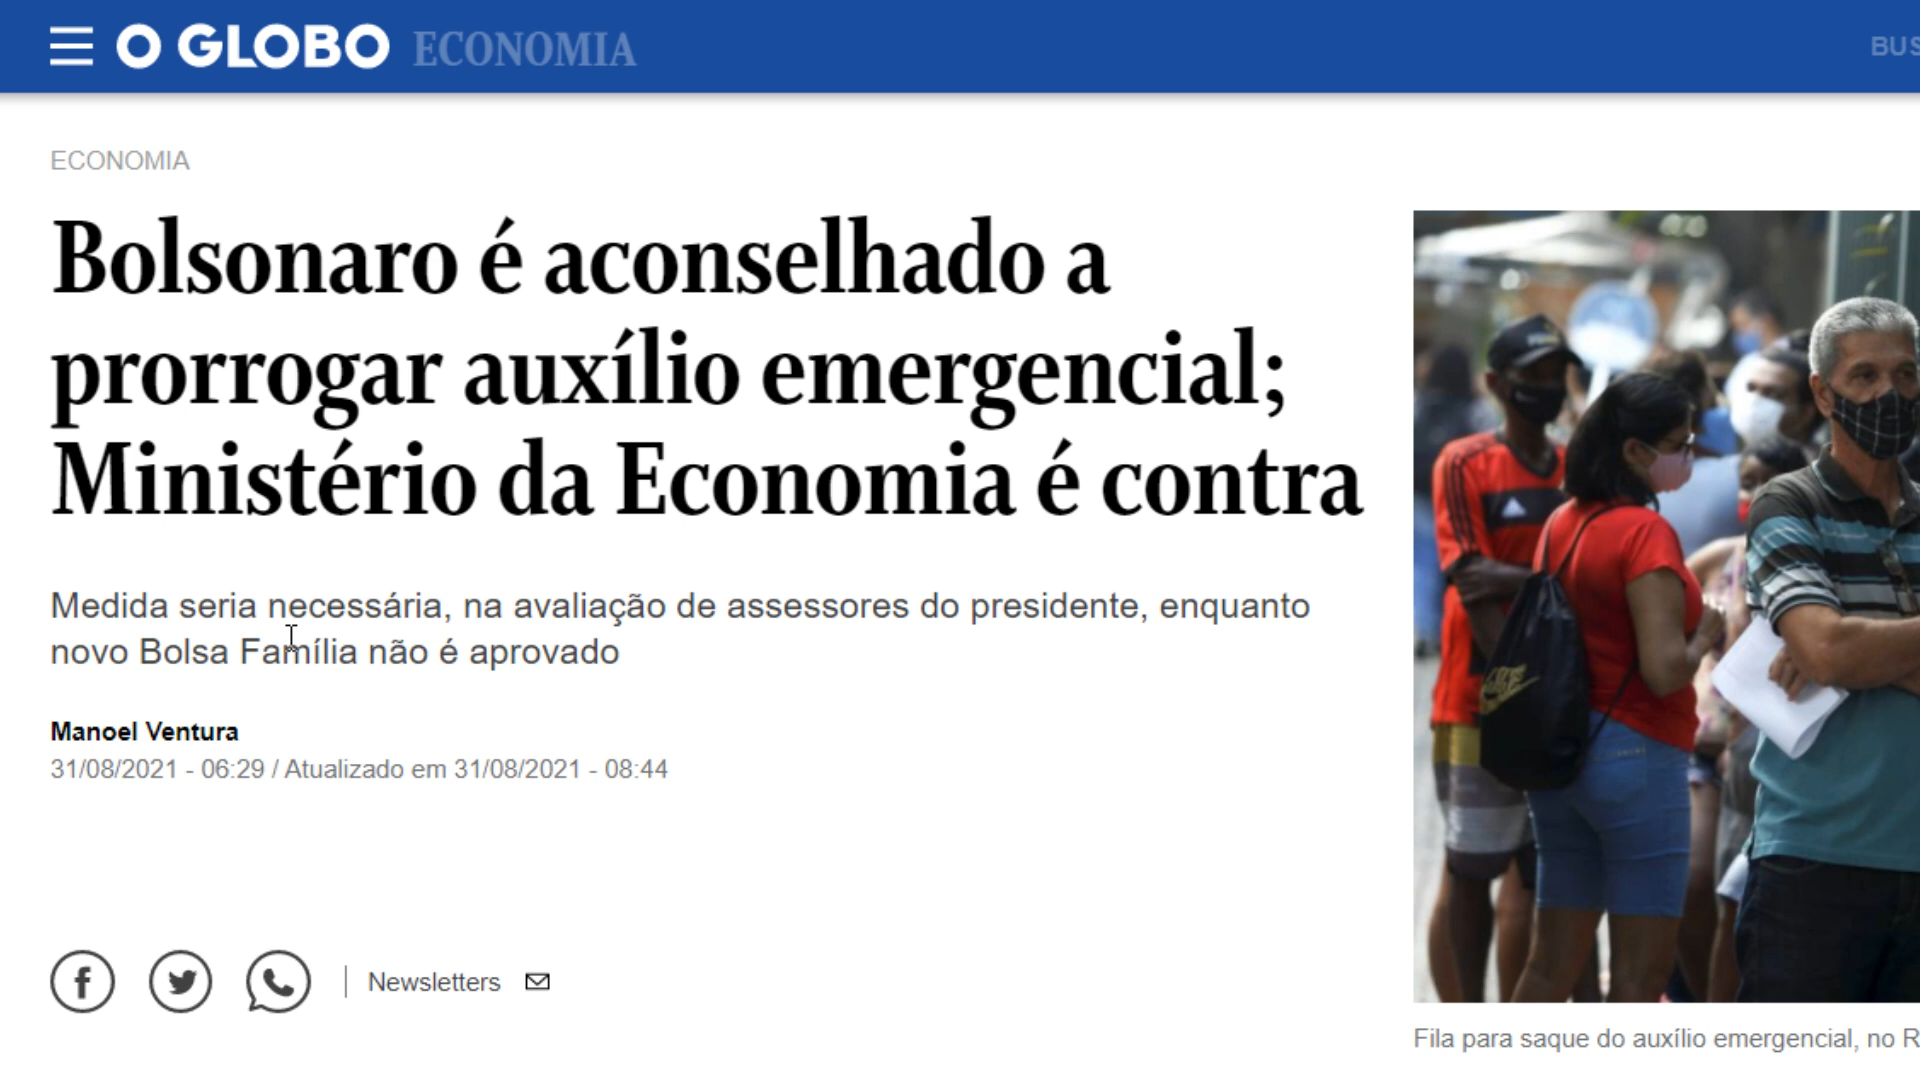 O GLOBO ECONOMIA
ECONOMIA
Bolsonaro é aconselhado a
prorrogar auxílio emergencial;
Ministério da Economia é contra
Medida seria necessária, na avaliação de assessores do presidente, enquanto
novo Bolsa Família não é aprovado
Manoel Ventura
31/08/2021 - 06:29 / Atualizado em 31/08/2021 - 08:44
Newsletters
Fila para saque do auxílio emergencial, no